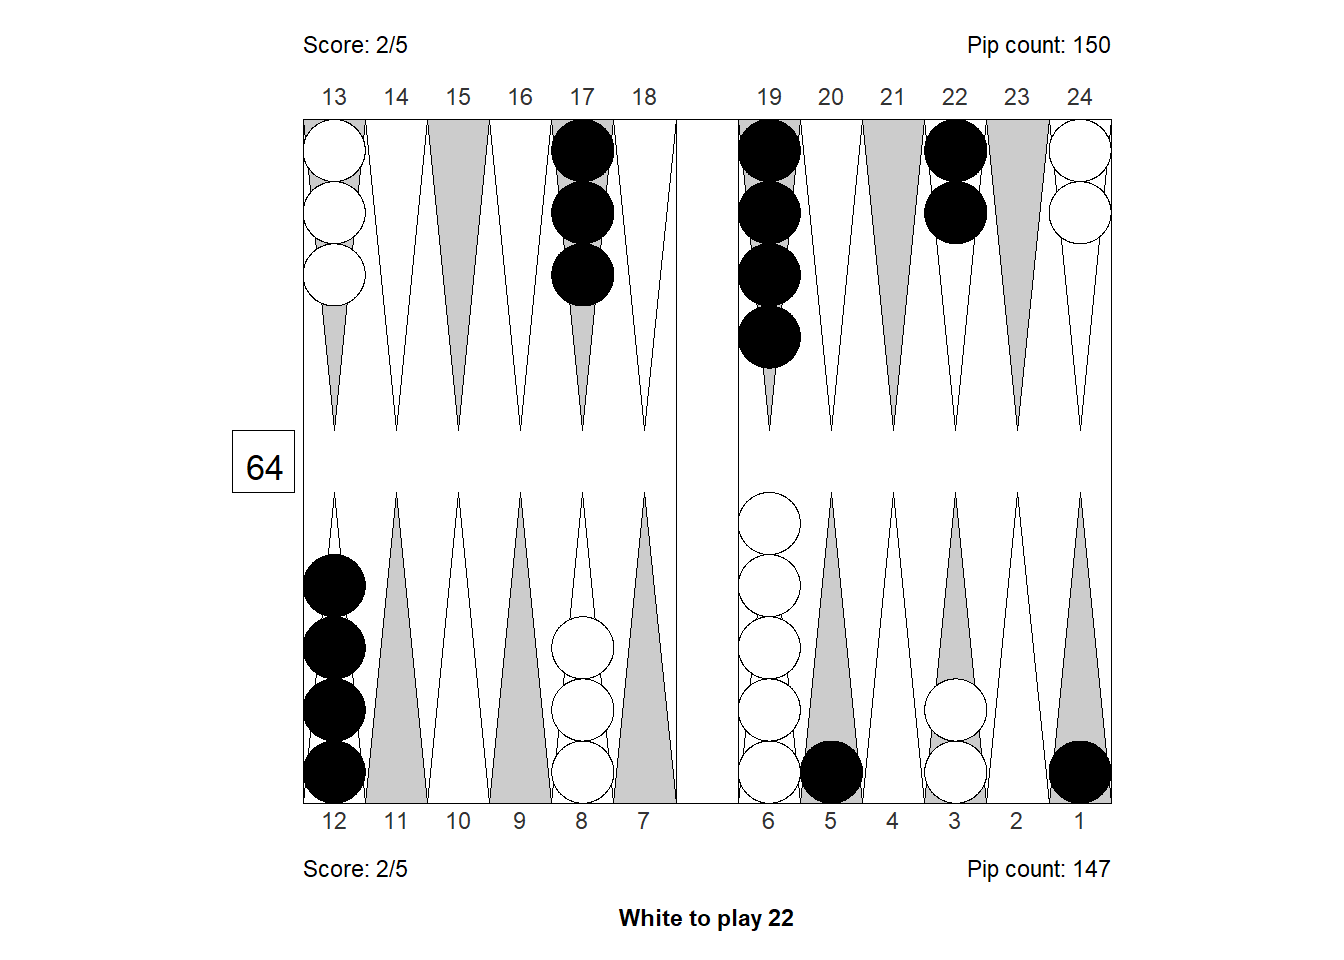 Score: 2/5 Pip count: 150
13 14 15 16 17 18 19 20 21 22 23 24
64
12 11 10 9 8 7 6 5 4 3 2 1
Score: 2/5 Pip count: 147
White to play 22